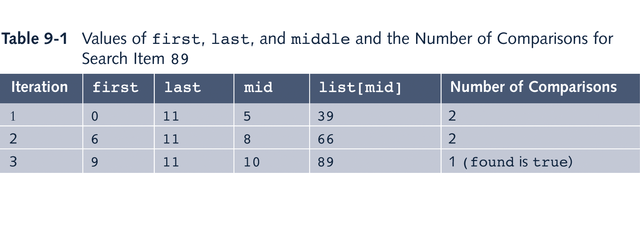 Table 9-1 Values of first, last, and middle and the Number of Comparisons for
Search Item 89
Iteration first last mid list[mid] Number of Comparisons
1 0 11 5 39 2
2 6 11 8 66 2
3 9 11 10 89 1 (found is true)